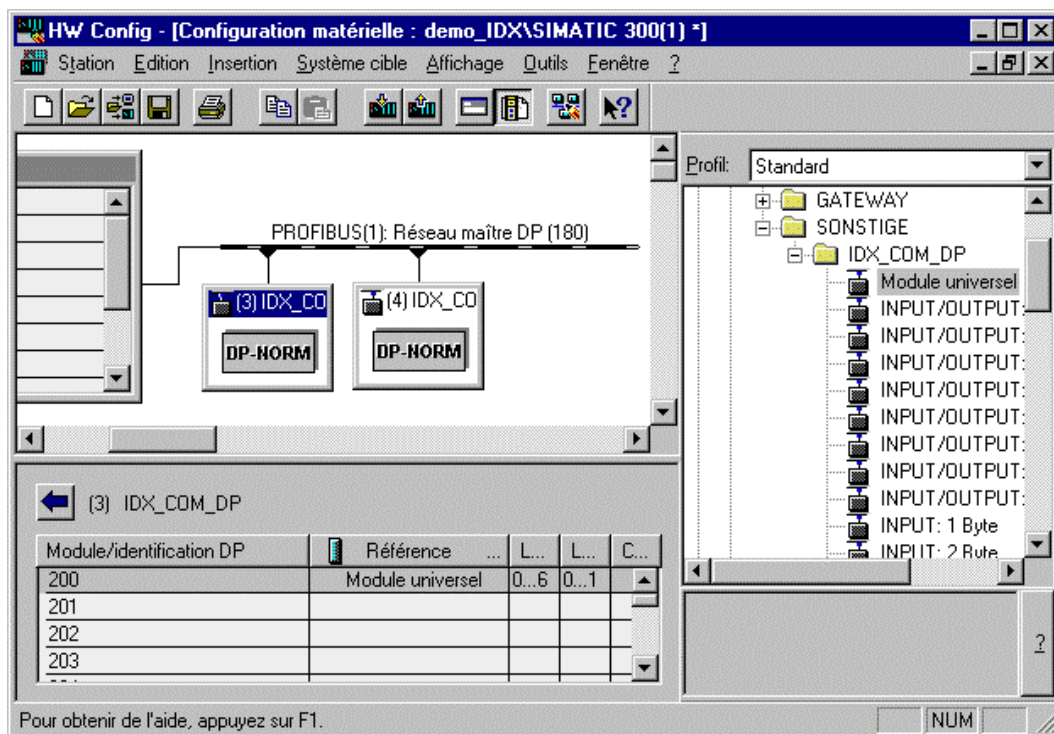 HW Config - [Configuration matérielle : demo_IDX\SIMATIC 300(1) *]
Station Edition Insertion Système cible Affichage Outils Fenêtre ?
Profil: Standard
GATEWAY
SONSTIGE
IDX_COM_DP
Module universel
INPUT/OUTPUT:
INPUT/OUTPUT:
INPUT/OUTPUT:
INPUT/OUTPUT:
INPUT/OUTPUT:
INPUT/OUTPUT:
INPUT/OUTPUT:
INPUT/OUTPUT:
INPUT: 1 Byte
INPUT: 2 Byte
PROFIBUS(1): Réseau maître DP (180)
(3) IDX_CO (4) IDX_CO
DP-NORM DP-NORM
(3) IDX_COM_DP
Module/identification DP Référence ... L... L... C...
200 Module universel 0...6 0...1
201
202
203
?
Pour obtenir de l'aide, appuyez sur F1. NUM